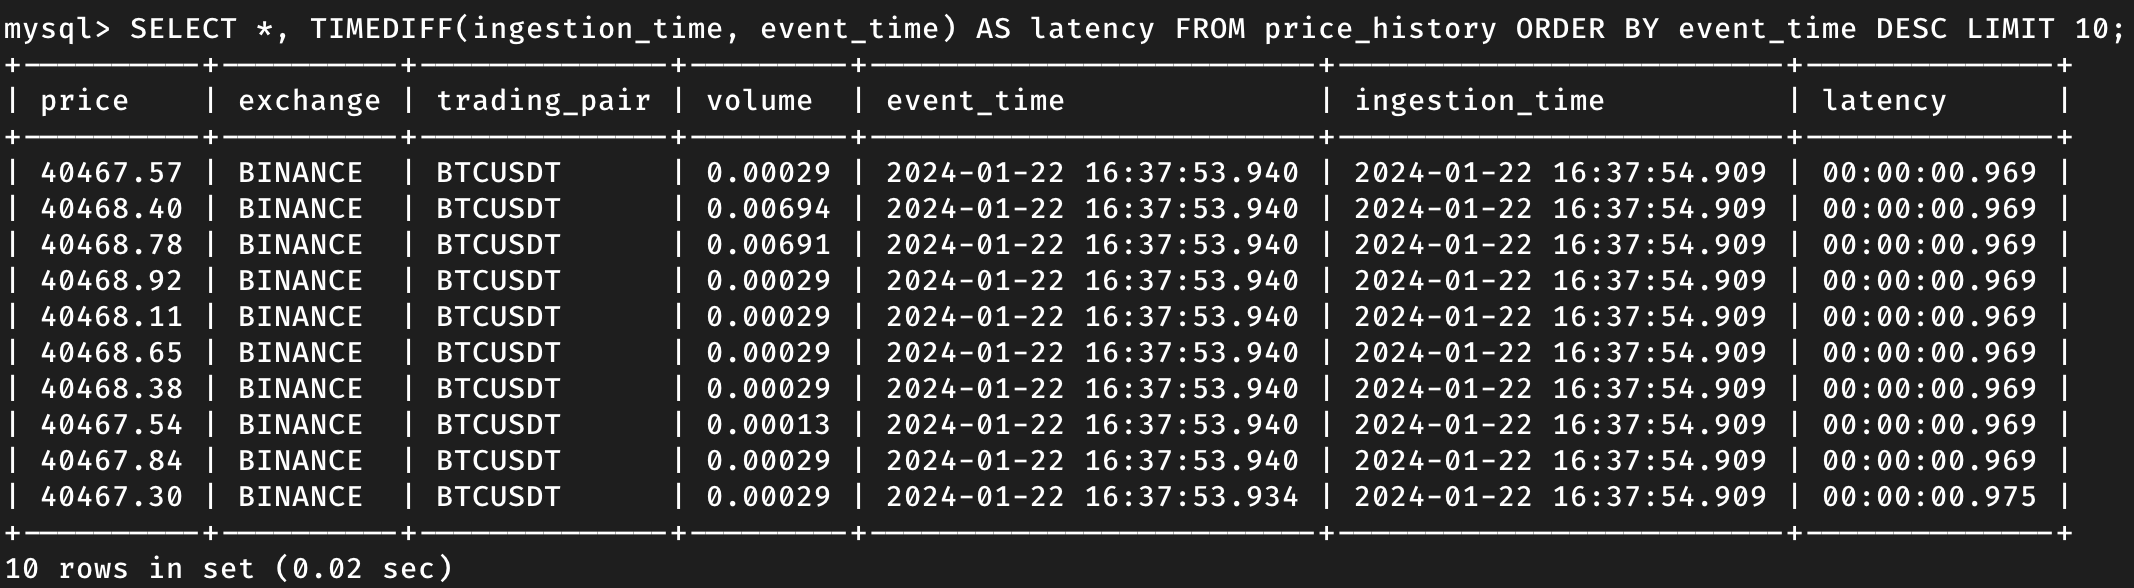 mysql> SELECT *, TIMEDIFF(ingestion_time, event_time) AS latency FROM price_history ORDER BY event_time DESC LIMIT 10;
+----------+----------+--------------+---------+-------------------------+-------------------------+--------------+
| price    | exchange | trading_pair | volume  | event_time              | ingestion_time          | latency      |
+----------+----------+--------------+---------+-------------------------+-------------------------+--------------+
| 40467.57 | BINANCE  | BTCUSDT      | 0.00029 | 2024-01-22 16:37:53.940 | 2024-01-22 16:37:54.909 | 00:00:00.969 |
| 40468.40 | BINANCE  | BTCUSDT      | 0.00694 | 2024-01-22 16:37:53.940 | 2024-01-22 16:37:54.909 | 00:00:00.969 |
| 40468.78 | BINANCE  | BTCUSDT      | 0.00691 | 2024-01-22 16:37:53.940 | 2024-01-22 16:37:54.909 | 00:00:00.969 |
| 40468.92 | BINANCE  | BTCUSDT      | 0.00029 | 2024-01-22 16:37:53.940 | 2024-01-22 16:37:54.909 | 00:00:00.969 |
| 40468.11 | BINANCE  | BTCUSDT      | 0.00029 | 2024-01-22 16:37:53.940 | 2024-01-22 16:37:54.909 | 00:00:00.969 |
| 40468.65 | BINANCE  | BTCUSDT      | 0.00029 | 2024-01-22 16:37:53.940 | 2024-01-22 16:37:54.909 | 00:00:00.969 |
| 40468.38 | BINANCE  | BTCUSDT      | 0.00029 | 2024-01-22 16:37:53.940 | 2024-01-22 16:37:54.909 | 00:00:00.969 |
| 40467.54 | BINANCE  | BTCUSDT      | 0.00013 | 2024-01-22 16:37:53.940 | 2024-01-22 16:37:54.909 | 00:00:00.969 |
| 40467.84 | BINANCE  | BTCUSDT      | 0.00029 | 2024-01-22 16:37:53.940 | 2024-01-22 16:37:54.909 | 00:00:00.969 |
| 40467.30 | BINANCE  | BTCUSDT      | 0.00029 | 2024-01-22 16:37:53.934 | 2024-01-22 16:37:54.909 | 00:00:00.975 |
+----------+----------+--------------+---------+-------------------------+-------------------------+--------------+
10 rows in set (0.02 sec)